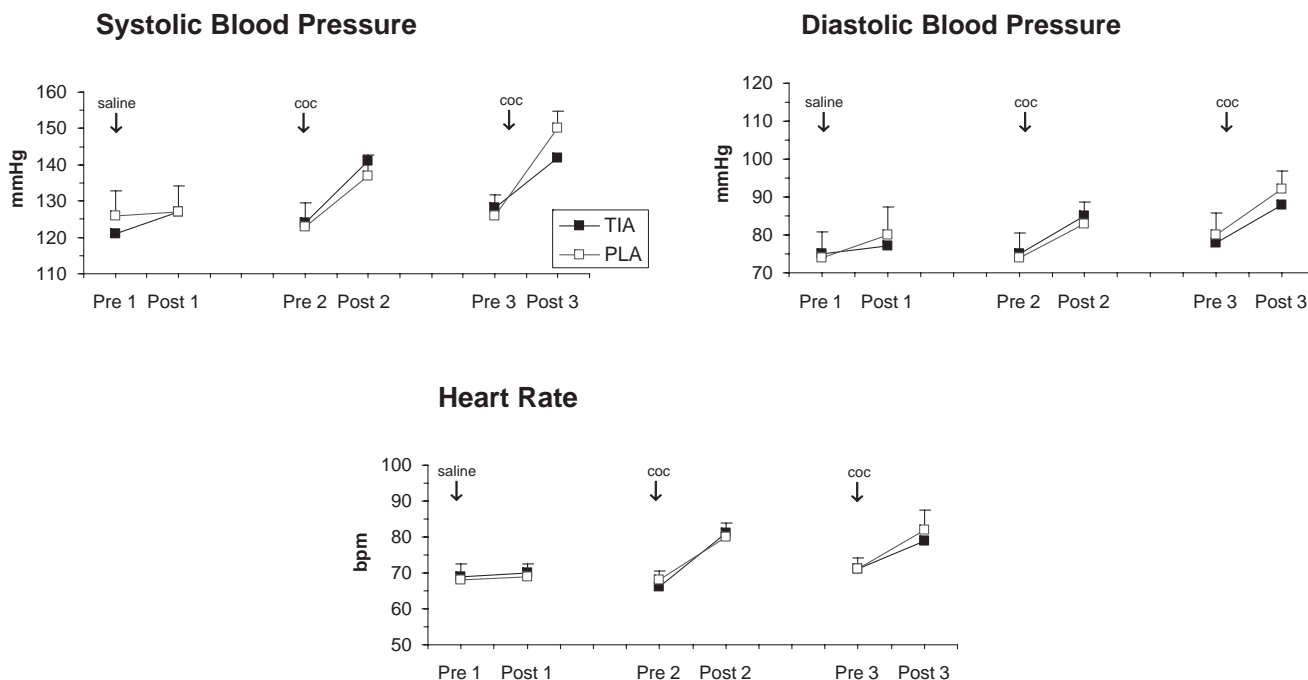 Systolic Blood Pressure
160
150
140
130
120
110
mmHg
saline
coc
coc
TIA
PLA
Pre 1 Post 1 Pre 2 Post 2 Pre 3 Post 3
Diastolic Blood Pressure
120
110
100
90
80
70
mmHg
saline
coc
coc
Pre 1 Post 1 Pre 2 Post 2 Pre 3 Post 3
Heart Rate
100
90
80
70
60
50
bpm
saline
coc
coc
Pre 1 Post 1 Pre 2 Post 2 Pre 3 Post 3